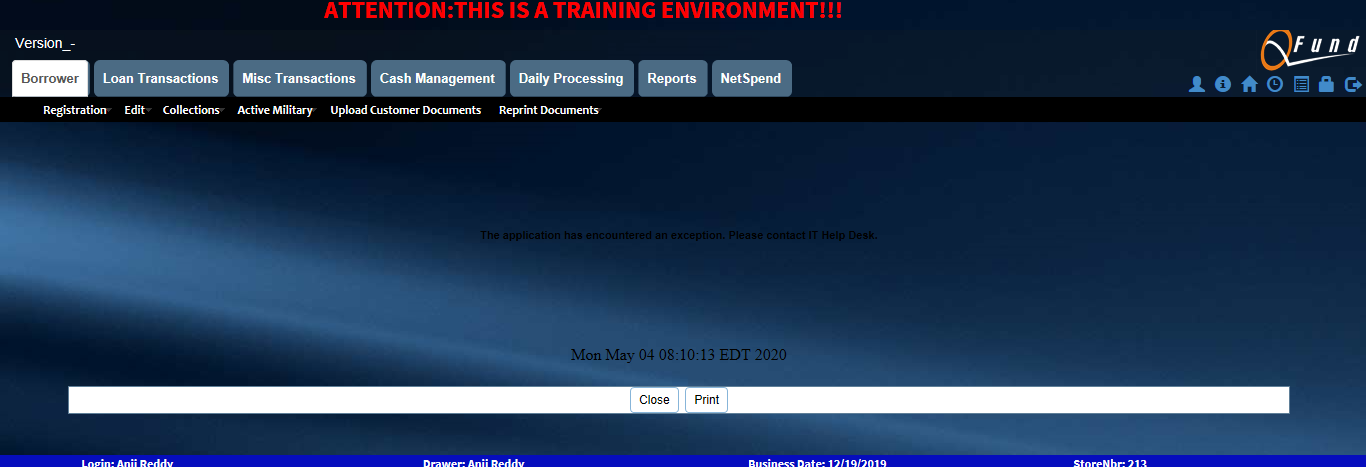 ATTENTION:THIS IS A TRAINING ENVIRONMENT!!!
Version_-
QFund
Borrower Loan Transactions Misc Transactions Cash Management Daily Processing Reports NetSpend
Registration Edit Collections Active Military Upload Customer Documents Reprint Documents
The application has encountered an exception. Please contact IT Help Desk.
Mon May 04 08:10:13 EDT 2020
Close Print
Login: Anji Reddy Drawer: Anji Reddy Business Date: 12/19/2019 StoreNbr: 213